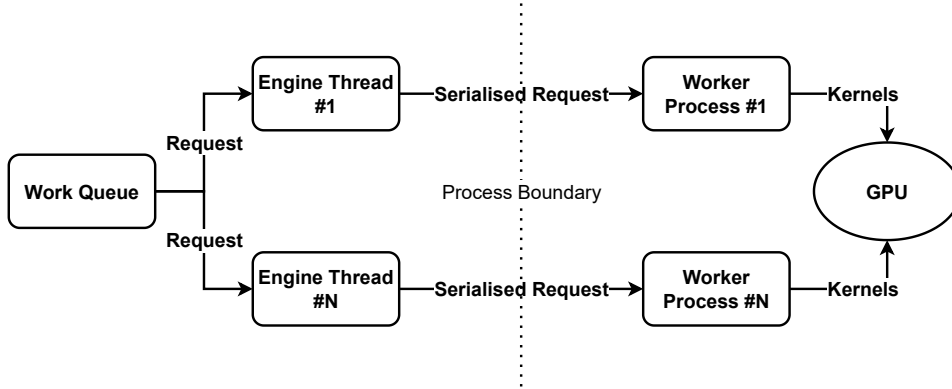 Engine Thread
#1
Serialised Request
Worker
Process #1
Kernels
Request
Work Queue
Process Boundary
GPU
Request
Engine Thread
#N
Serialised Request
Worker
Process #N
Kernels